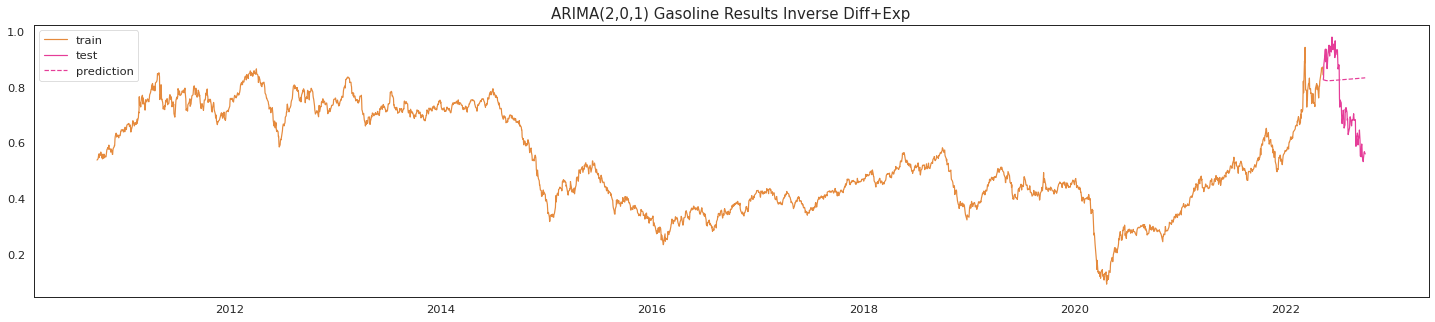 ARIMA(2,0,1) Gasoline Results Inverse Diff+Exp
1.0
train
test
prediction
0.8
0.6
0.4
0.2
2012 2014 2016 2018 2020 2022